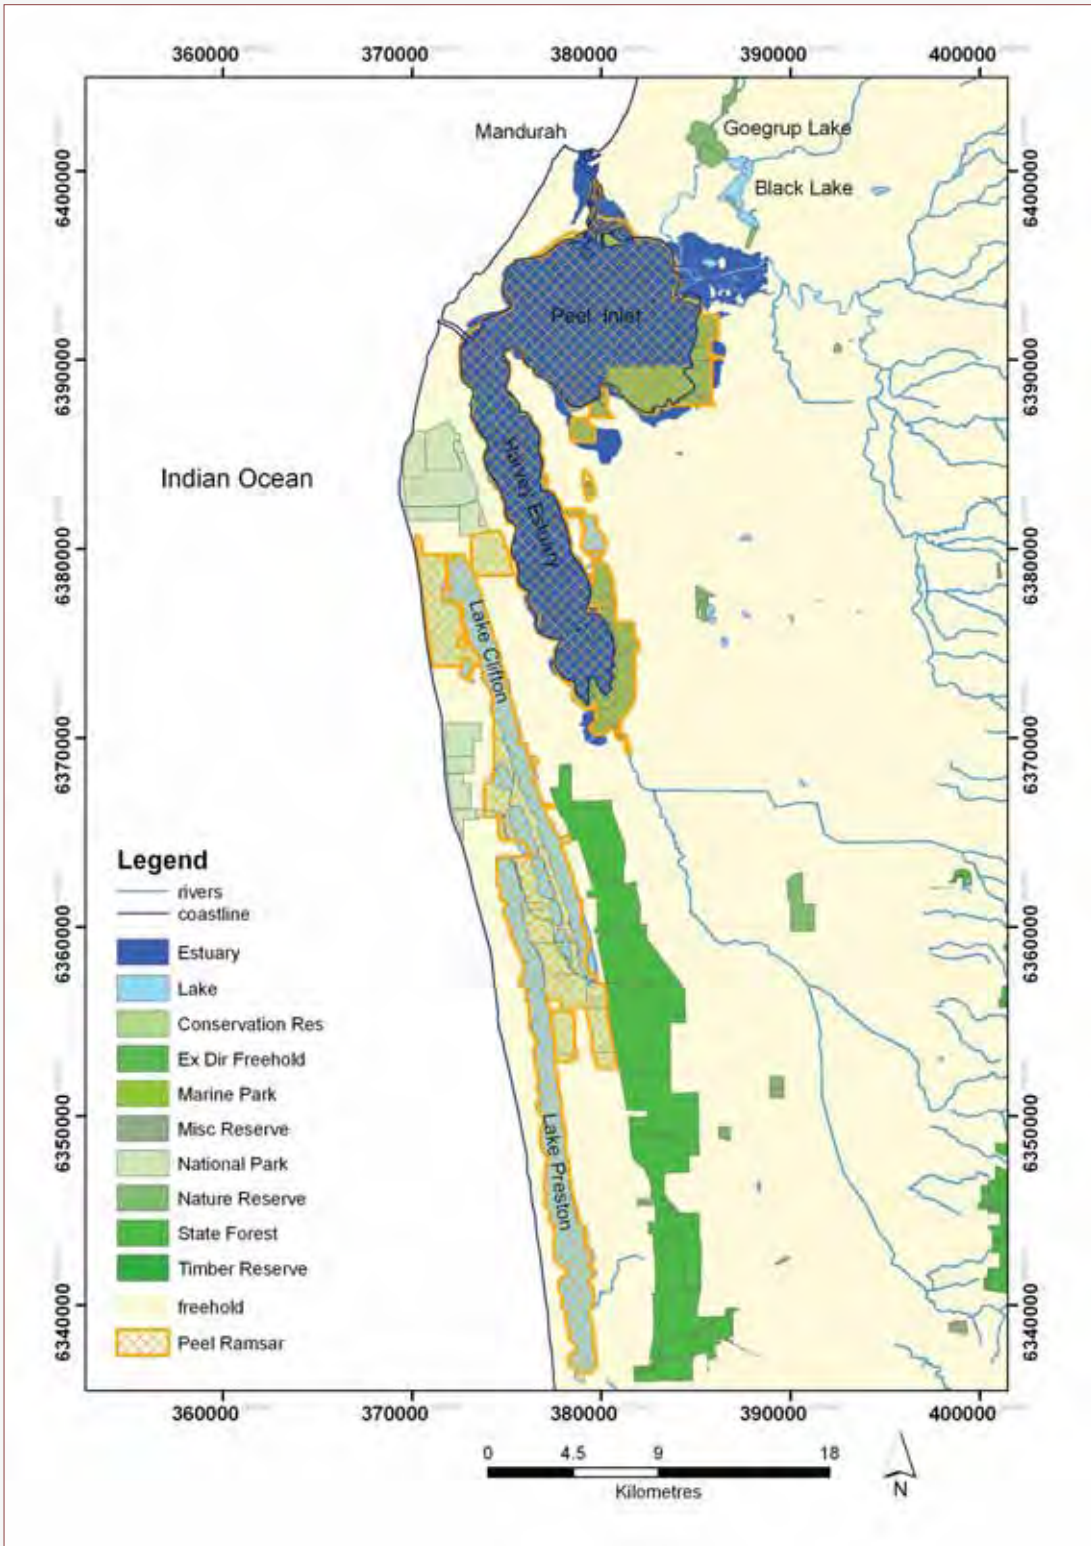 360000 370000 380000 390000 400000
Mandurah
Goegrup Lake
Black Lake
6400000 6400000
Peel Inlet
6390000 6390000
Indian Ocean
Harvey Estuary
6380000 6380000
Lake Clifton
6370000 6370000
Legend
rivers
coastline
Estuary
Lake
Conservation Res
Ex Dir Freehold
Marine Park
Misc Reserve
National Park
Nature Reserve
State Forest
Timber Reserve
freehold
Peel Ramsar
6360000 6360000
6350000 6350000
Lake Preston
6340000 6340000
360000 370000 380000 390000 400000
0 4.5 9 18
Kilometres
N